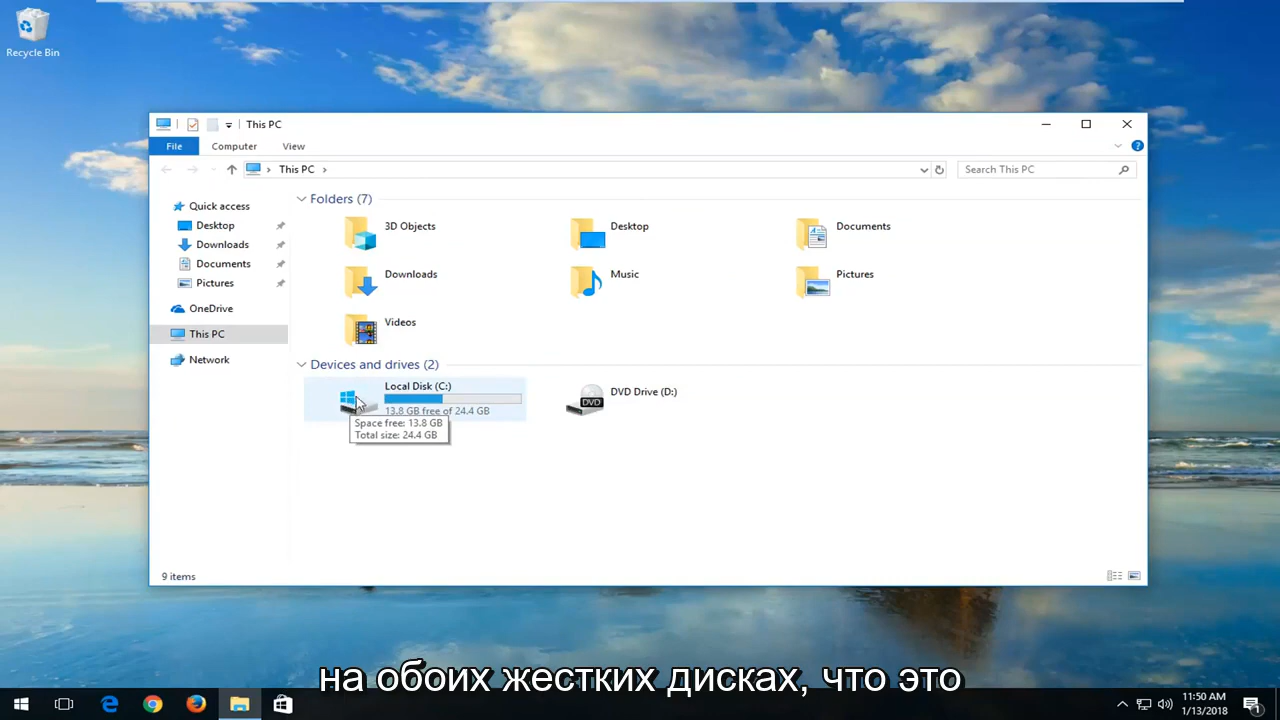 Recycle Bin
This PC
File
Computer
View
This PC
Search This PC
Quick access
Desktop
Downloads
Documents
Pictures
OneDrive
This PC
Network
Folders (7)
3D Objects
Desktop
Documents
Downloads
Music
Pictures
Videos
Devices and drives (2)
Local Disk (C:)
13.8 GB free of 24.4 GB
Space free: 13.8 GB
Total size: 24.4 GB
DVD
DVD Drive (D:)
9 items
на обоих жестких дисках, что это
11:50 AM
1/13/2018
1